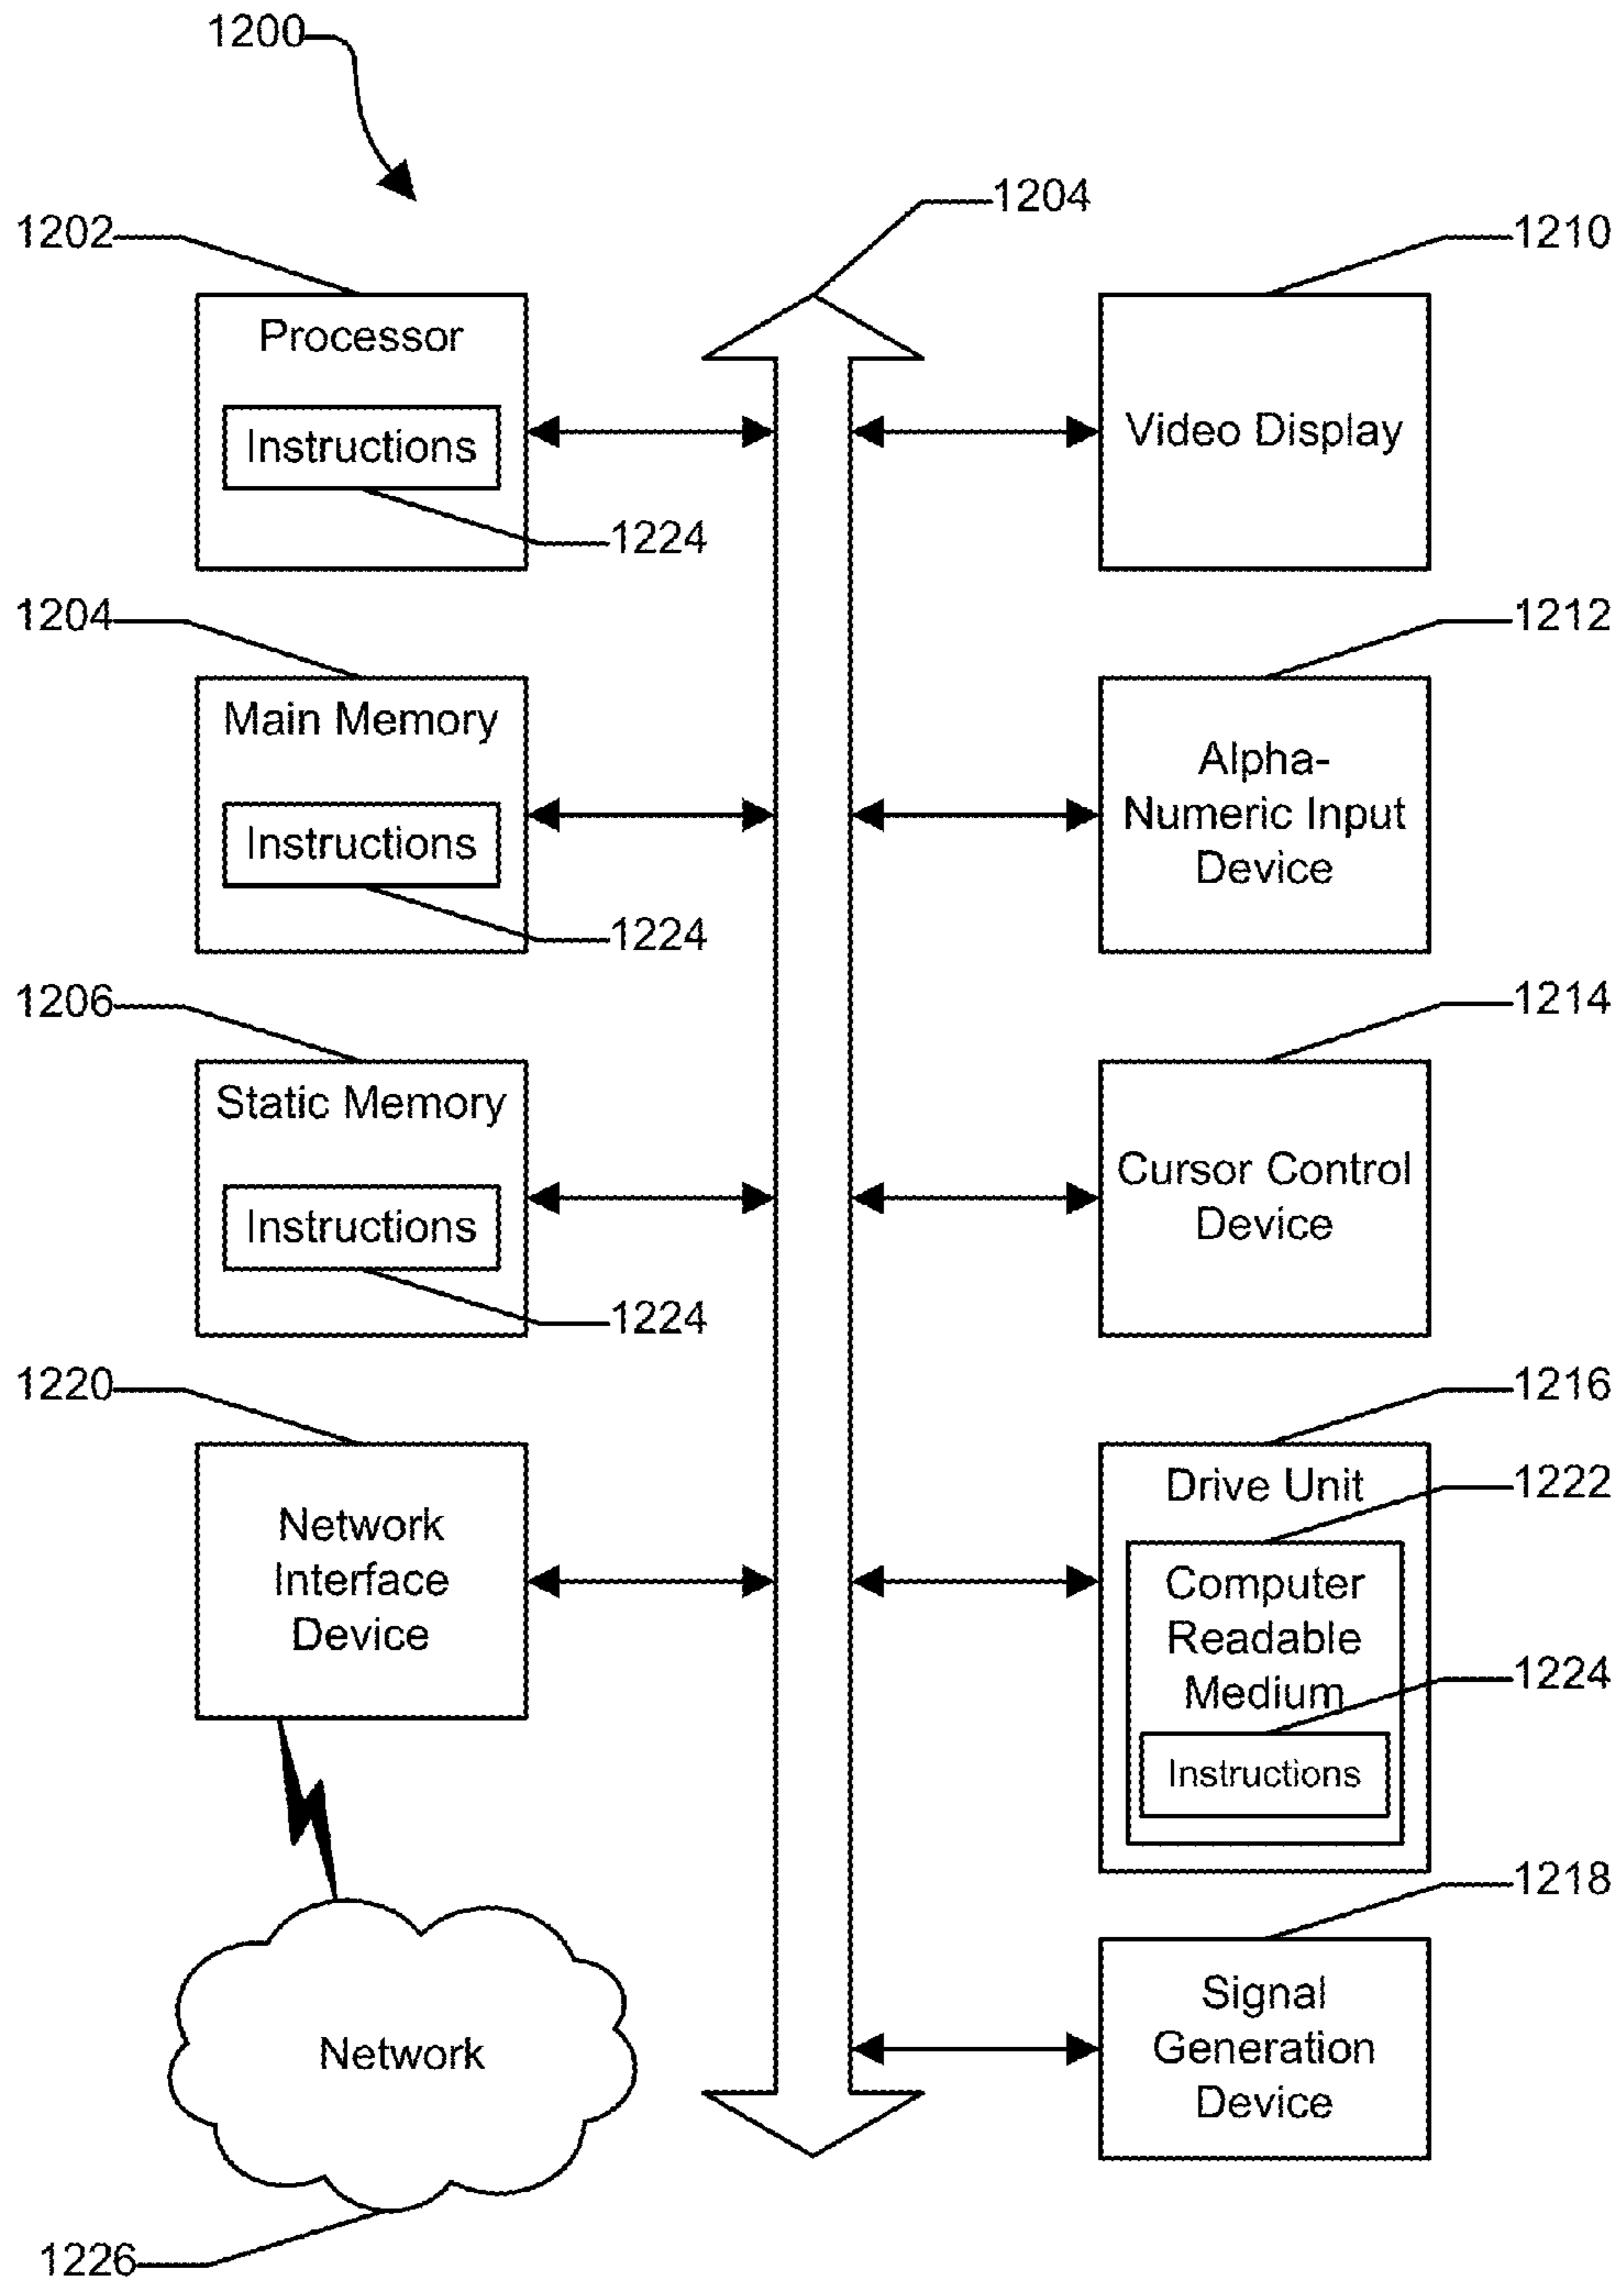 1200
1204
1202
1210
Processor
Instructions
1224
Video Display
1204
1212
Main Memory
Instructions
1224
Alpha-
Numeric Input
Device
1206
1214
Static Memory
Instructions
1224
Cursor Control
Device
1220
1216
Network
Interface
Device
Drive Unit
1222
Computer
Readable
Medium
1224
Instructions
1218
Network
Signal
Generation
Device
1226